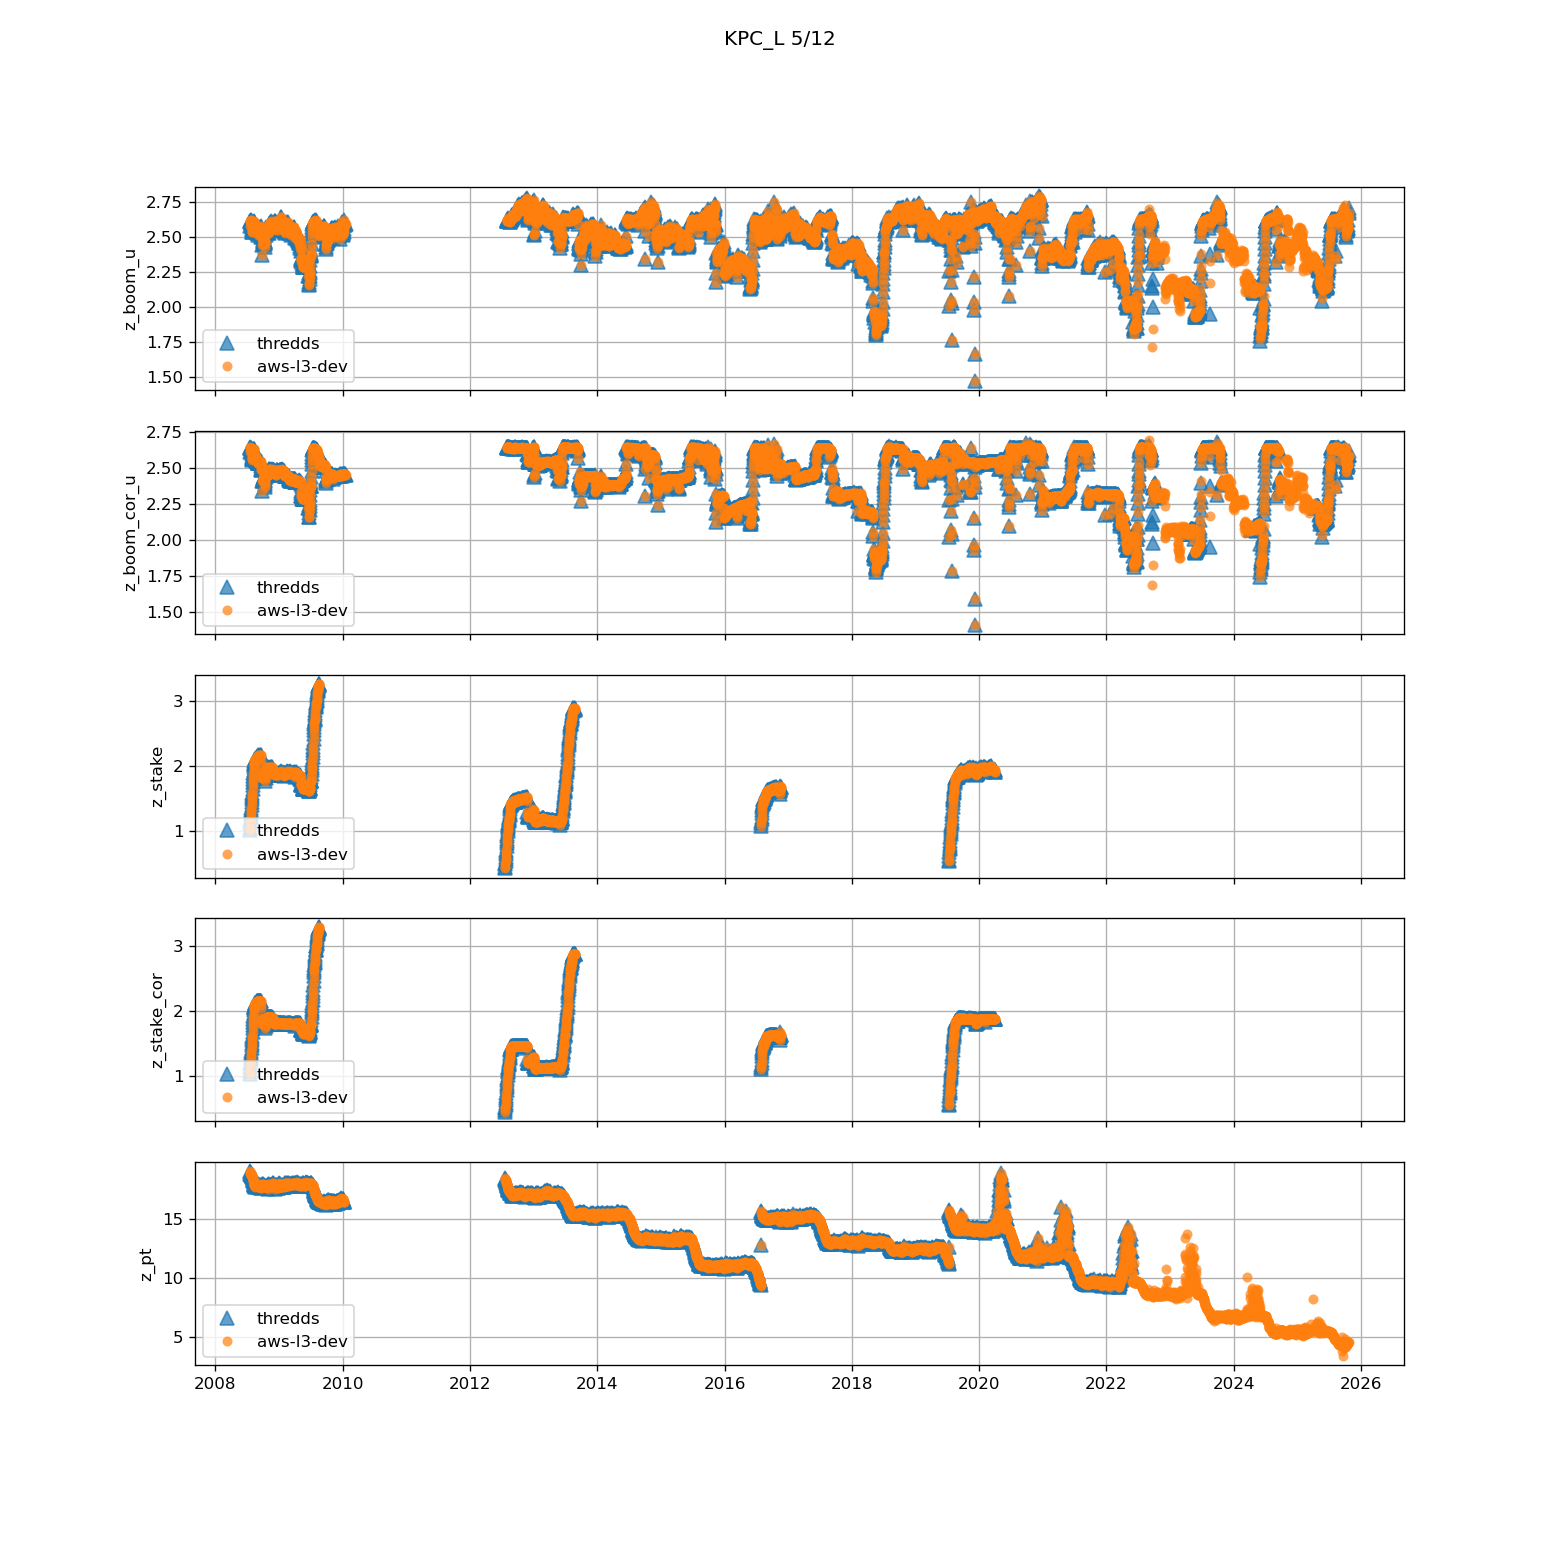 KPC_L 5/12
z_boom_u
2.75
2.50
2.25
2.00
1.75
1.50
thredds
aws-l3-dev
z_boom_cor_u
2.75
2.50
2.25
2.00
1.75
1.50
thredds
aws-l3-dev
z_stake
3
2
1
thredds
aws-l3-dev
z_stake_cor
3
2
1
thredds
aws-l3-dev
z_pt
15
10
5
thredds
aws-l3-dev
2008 2010 2012 2014 2016 2018 2020 2022 2024 2026